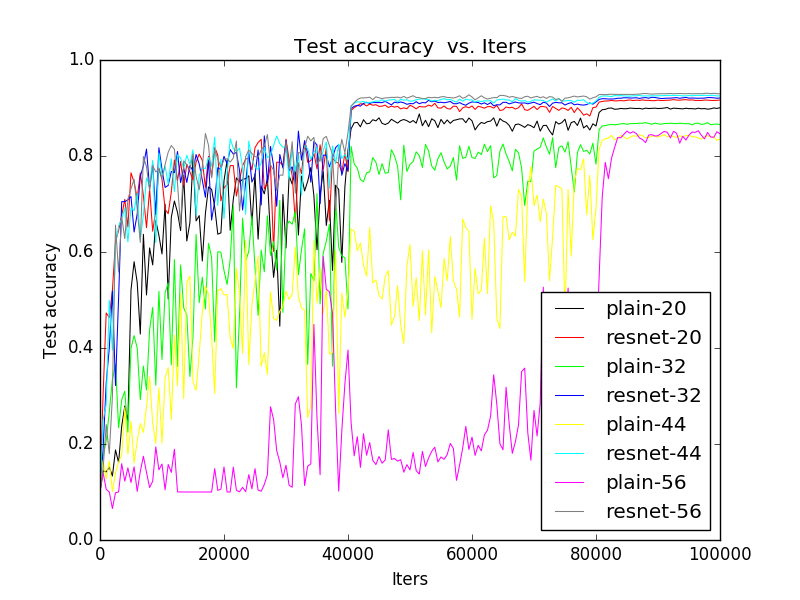 Test accuracy  vs. Iters
1.0
0.8
0.6
0.4
0.2
0.0
Test accuracy
plain-20
resnet-20
plain-32
resnet-32
plain-44
resnet-44
plain-56
resnet-56
0 20000 40000 60000 80000 100000
Iters